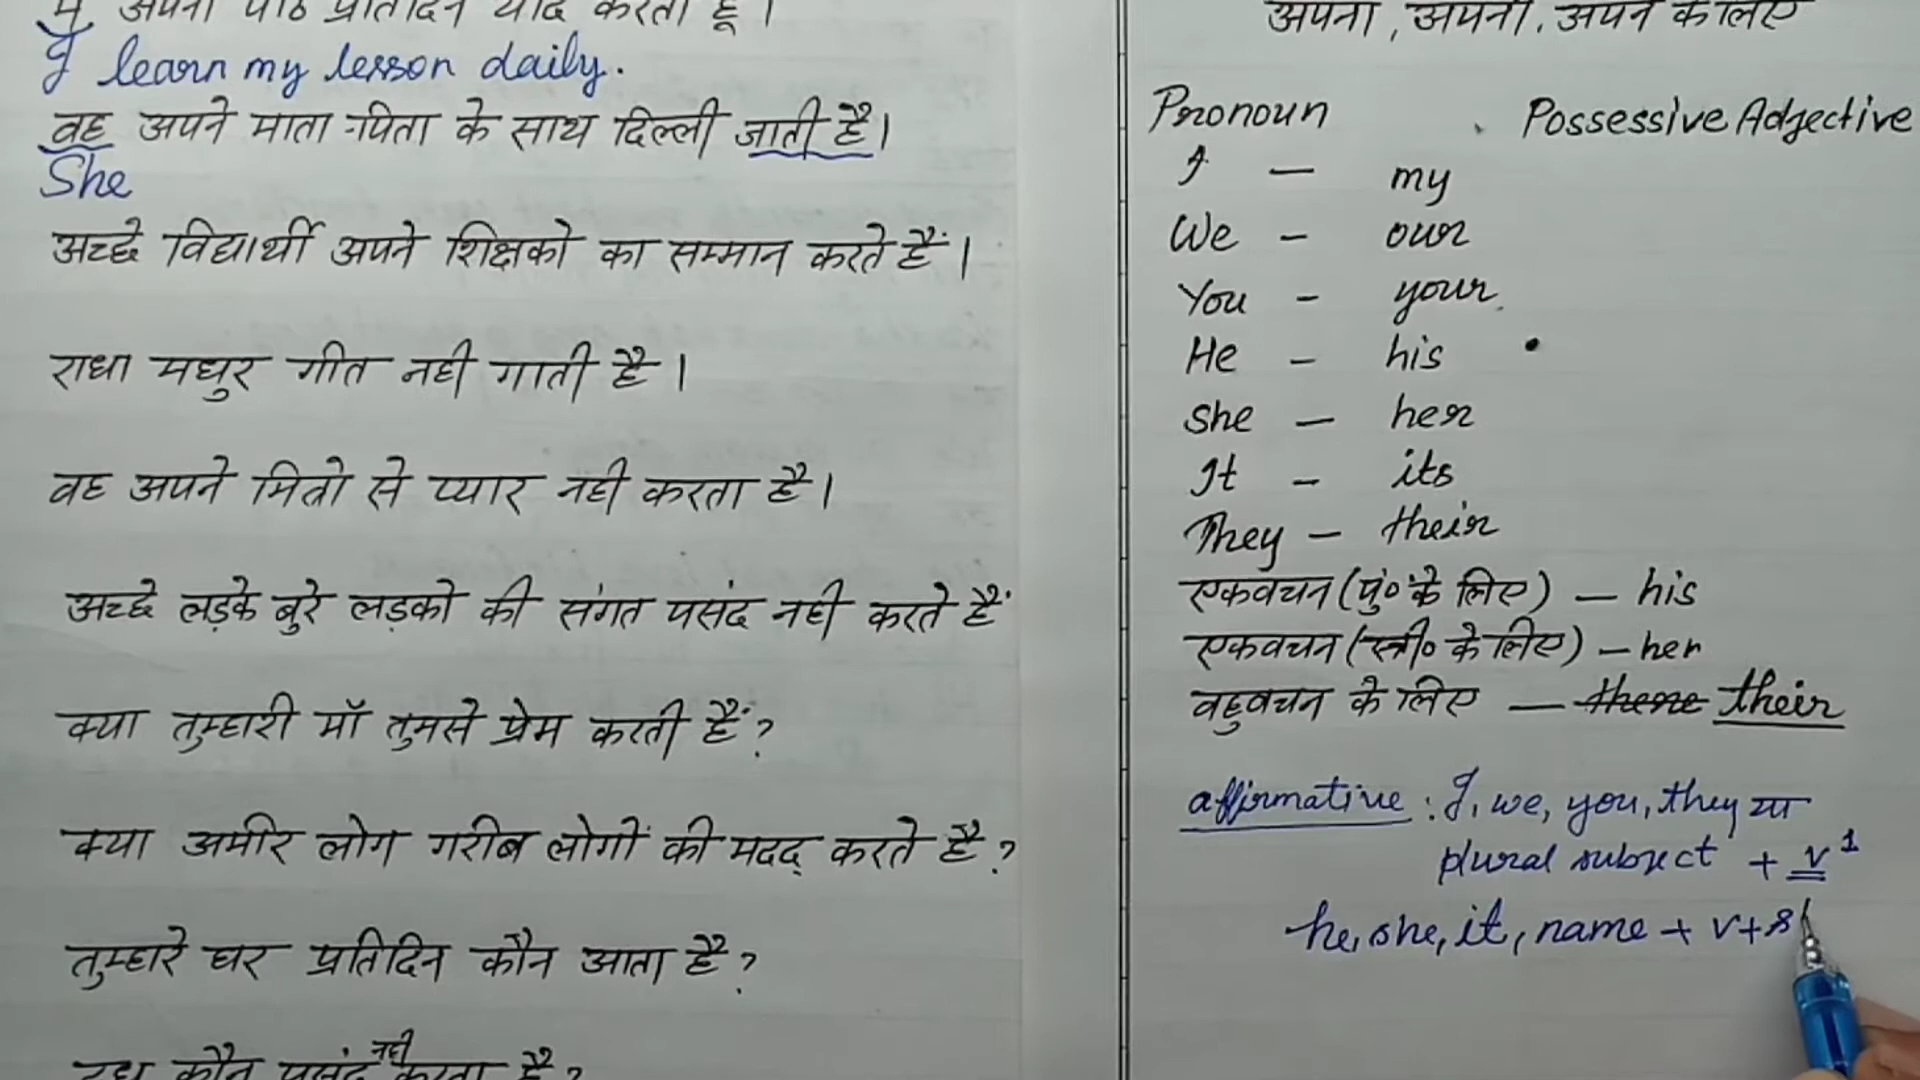 मैं अपना पाठ प्रतिदिन याद करता हूँ।
I learn my lesson daily.
वह अपने माता-पिता के साथ दिल्ली जाती है।
She
अच्छे विद्यार्थी अपने शिक्षको का सम्मान करते हैं।
राधा मधुर गीत नही गाती है।
वह अपने मित्रो से प्यार नही करता है।
अच्छे लड़के बुरे लड़को की संगत पसंद नही करते हैं
क्या तुम्हारी माँ तुमसे प्रेम करती हैं?
क्या अमीर लोग गरीब लोगों की मदद् करते है?
तुम्हारे घर प्रतिदिन कौन आता है?
कौन पसंद नही करता है?
अपना, अपनी, अपने के लिए
Pronoun Possessive Adjective
I — my
We – our
You – your
He – his
She – her
It – its
They – their
एकवचन (पुं० के लिए) — his
एकवचन (स्त्री० के लिए) – her
बहुवचन के लिए — there their
affirmative : I, we, you, they या
plural subject + v1
he, she, it, name + v+s/